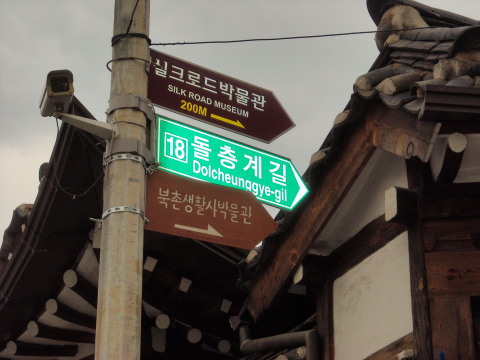 실크로드박물관
SILK ROAD MUSEUM
200M
18 돌층계길
Dolcheunggye-gil
북촌생활사박물관